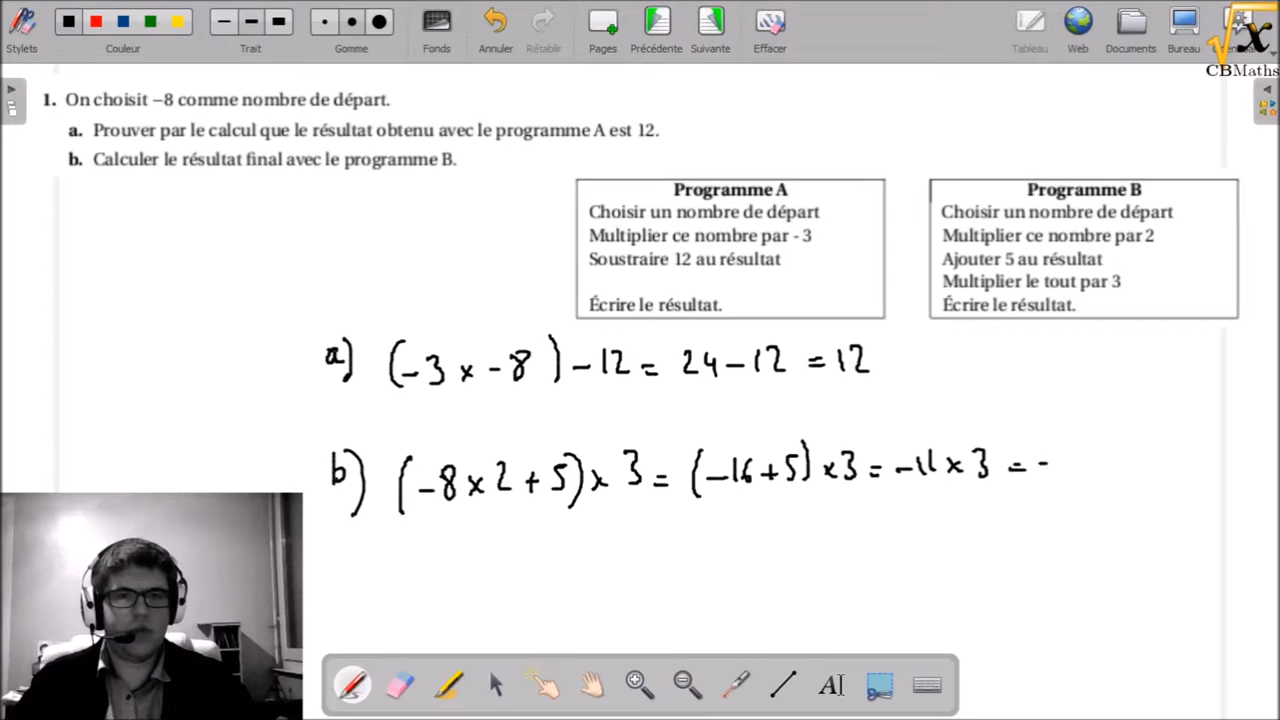 Stylets Couleur Trait Gomme Fonds Annuler Rétablir Pages Précédente Suivante Effacer Tableau Web Documents Bureau
CBMaths
1. On choisit −8 comme nombre de départ.
a. Prouver par le calcul que le résultat obtenu avec le programme A est 12.
b. Calculer le résultat final avec le programme B.
Programme A
Choisir un nombre de départ
Multiplier ce nombre par - 3
Soustraire 12 au résultat
Écrire le résultat.
Programme B
Choisir un nombre de départ
Multiplier ce nombre par 2
Ajouter 5 au résultat
Multiplier le tout par 3
Écrire le résultat.
a) (-3 x -8) - 12 = 24 - 12 = 12
b) (-8 x 2 + 5) x 3 = (-16 + 5) x 3 = -11 x 3 = -
AI